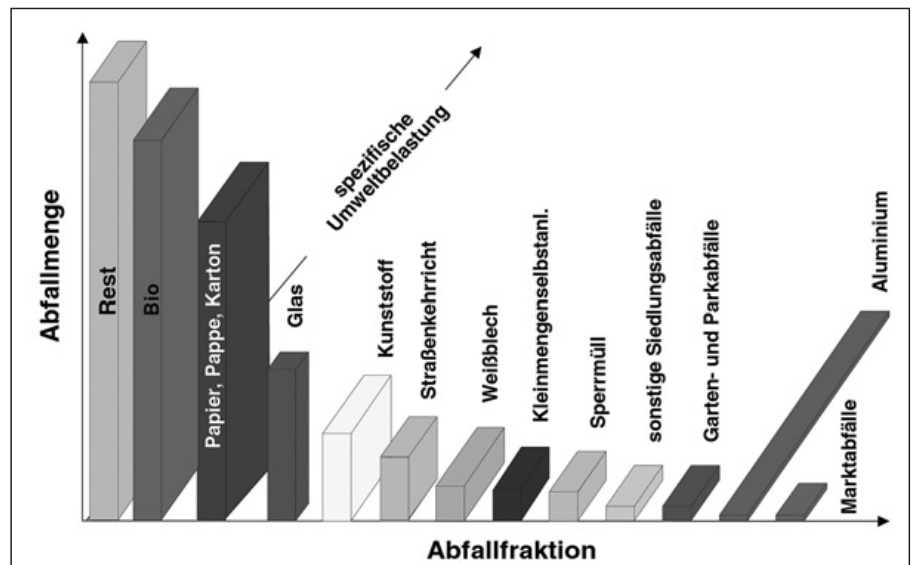 Abfallmenge
spezifische
Umweltbelastung
Rest
Bio
Papier, Pappe, Karton
Glas
Kunststoff
Straßenkehrricht
Weißblech
Kleinmengenselbstanl.
Sperrmüll
sonstige Siedlungsabfälle
Garten- und Parkabfälle
Aluminium
Marktabfälle
Abfallfraktion